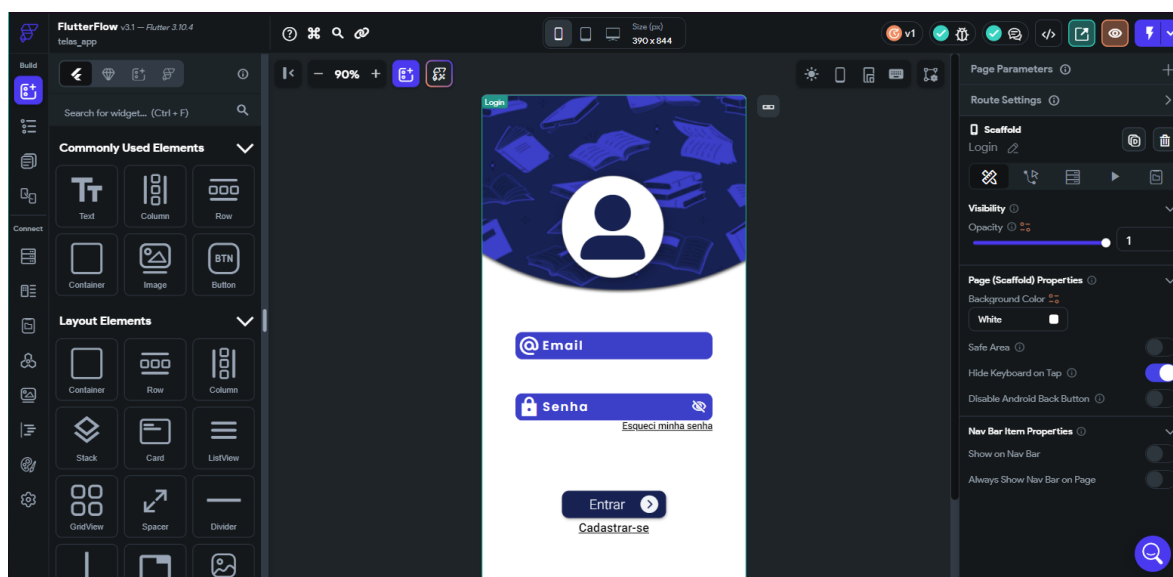 FlutterFlow v3.1 – Flutter 3.10.4
telas_app
Size (px)
390 x 844
v1
Build
Connect
90%
Search for widget... (Ctrl + F)
Commonly Used Elements
Text
Column
Row
Container
Image
BTN
Button
Layout Elements
Container
Row
Column
Stack
Card
ListView
GridView
Spacer
Divider
Login
Email
Senha
Esqueci minha senha
Entrar
Cadastrar-se
Page Parameters
Route Settings
Scaffold
Login
Visibility
Opacity
1
Page (Scaffold) Properties
Background Color
White
Safe Area
Hide Keyboard on Tap
Disable Android Back Button
Nav Bar Item Properties
Show on Nav Bar
Always Show Nav Bar on Page